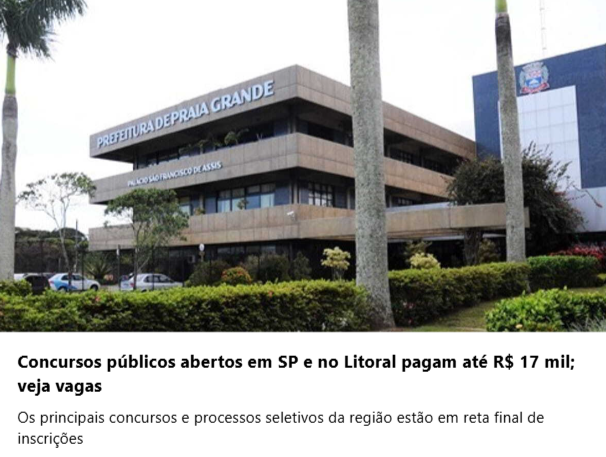 PREFEITURA DE PRAIA GRANDE
PALÁCIO SÃO FRANCISCO DE ASSIS
Concursos públicos abertos em SP e no Litoral pagam até R$ 17 mil;
veja vagas
Os principais concursos e processos seletivos da região estão em reta final de
inscrições